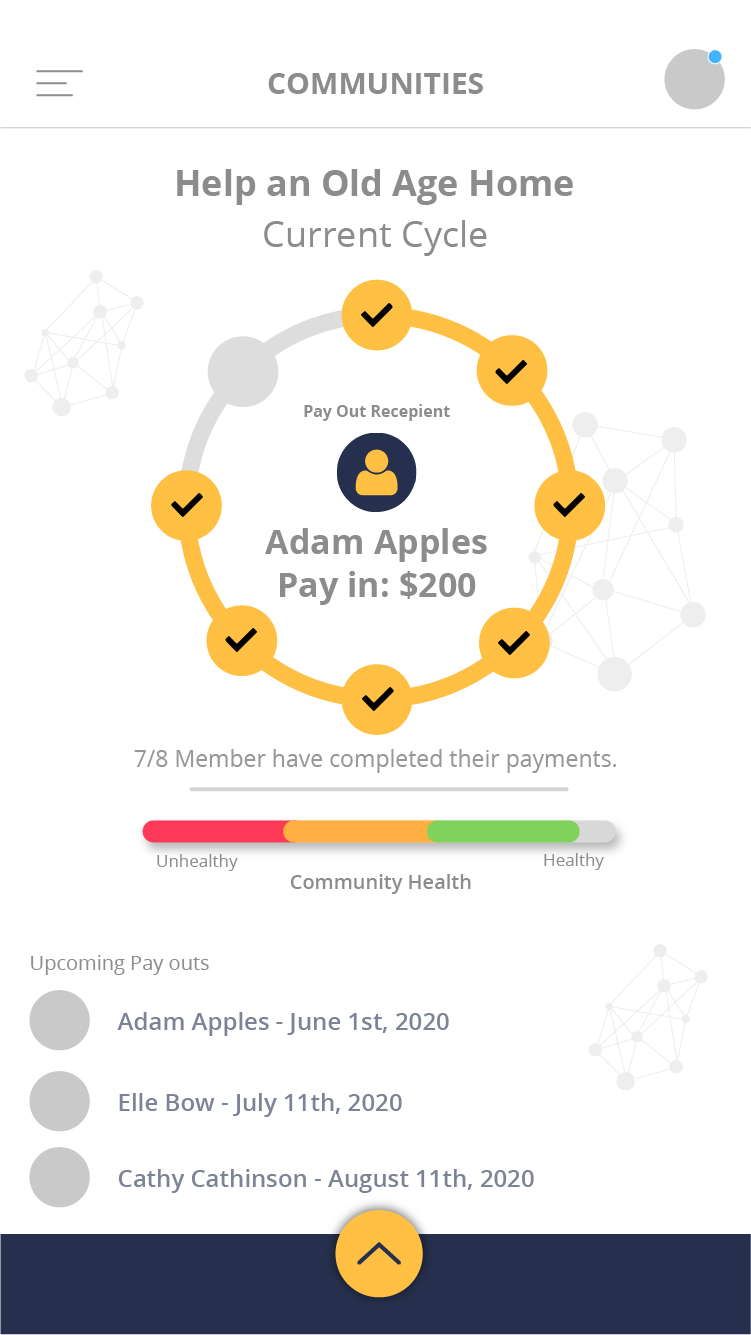 COMMUNITIES
Help an Old Age Home
Current Cycle
Pay Out Recepient
Adam Apples
Pay in: $200
7/8 Member have completed their payments.
Unhealthy
Healthy
Community Health
Upcoming Pay outs
Adam Apples - June 1st, 2020
Elle Bow - July 11th, 2020
Cathy Cathinson - August 11th, 2020